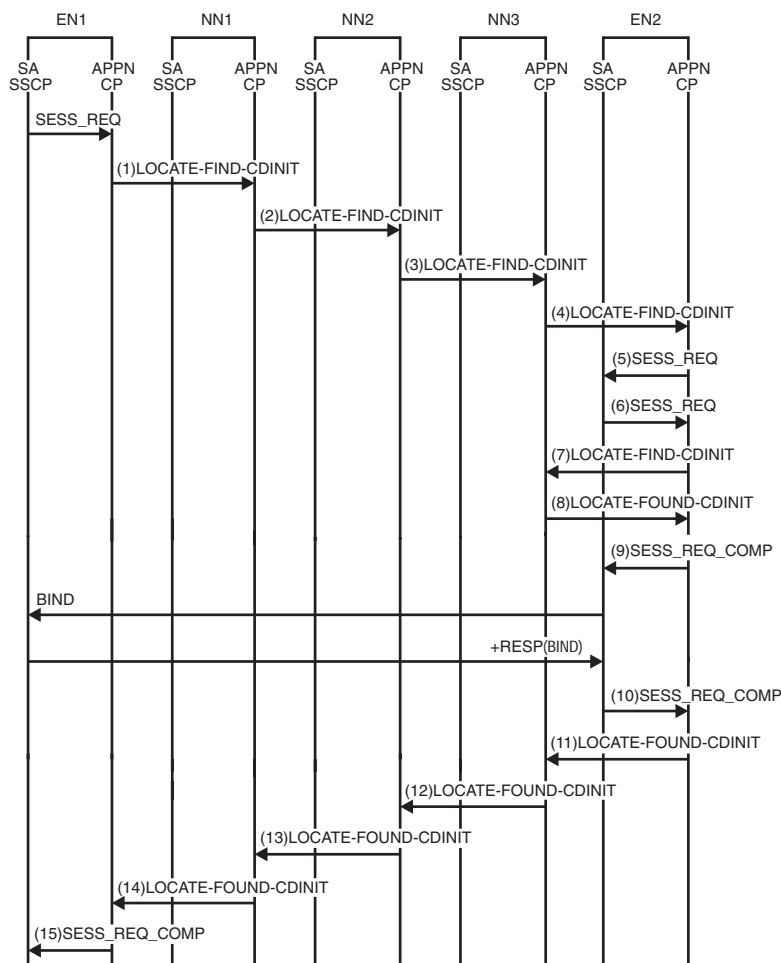 EN1 NN1 NN2 NN3 EN2
SA APPN SA APPN SA APPN SA APPN SA APPN
SSCP CP SSCP CP SSCP CP SSCP CP SSCP CP
SESS_REQ
(1)LOCATE-FIND-CDINIT
(2)LOCATE-FIND-CDINIT
(3)LOCATE-FIND-CDINIT
(4)LOCATE-FIND-CDINIT
(5)SESS_REQ
(6)SESS_REQ
(7)LOCATE-FIND-CDINIT
(8)LOCATE-FOUND-CDINIT
(9)SESS_REQ_COMP
BIND
+RESP(BIND)
(10)SESS_REQ_COMP
(11)LOCATE-FOUND-CDINIT
(12)LOCATE-FOUND-CDINIT
(13)LOCATE-FOUND-CDINIT
(14)LOCATE-FOUND-CDINIT
(15)SESS_REQ_COMP